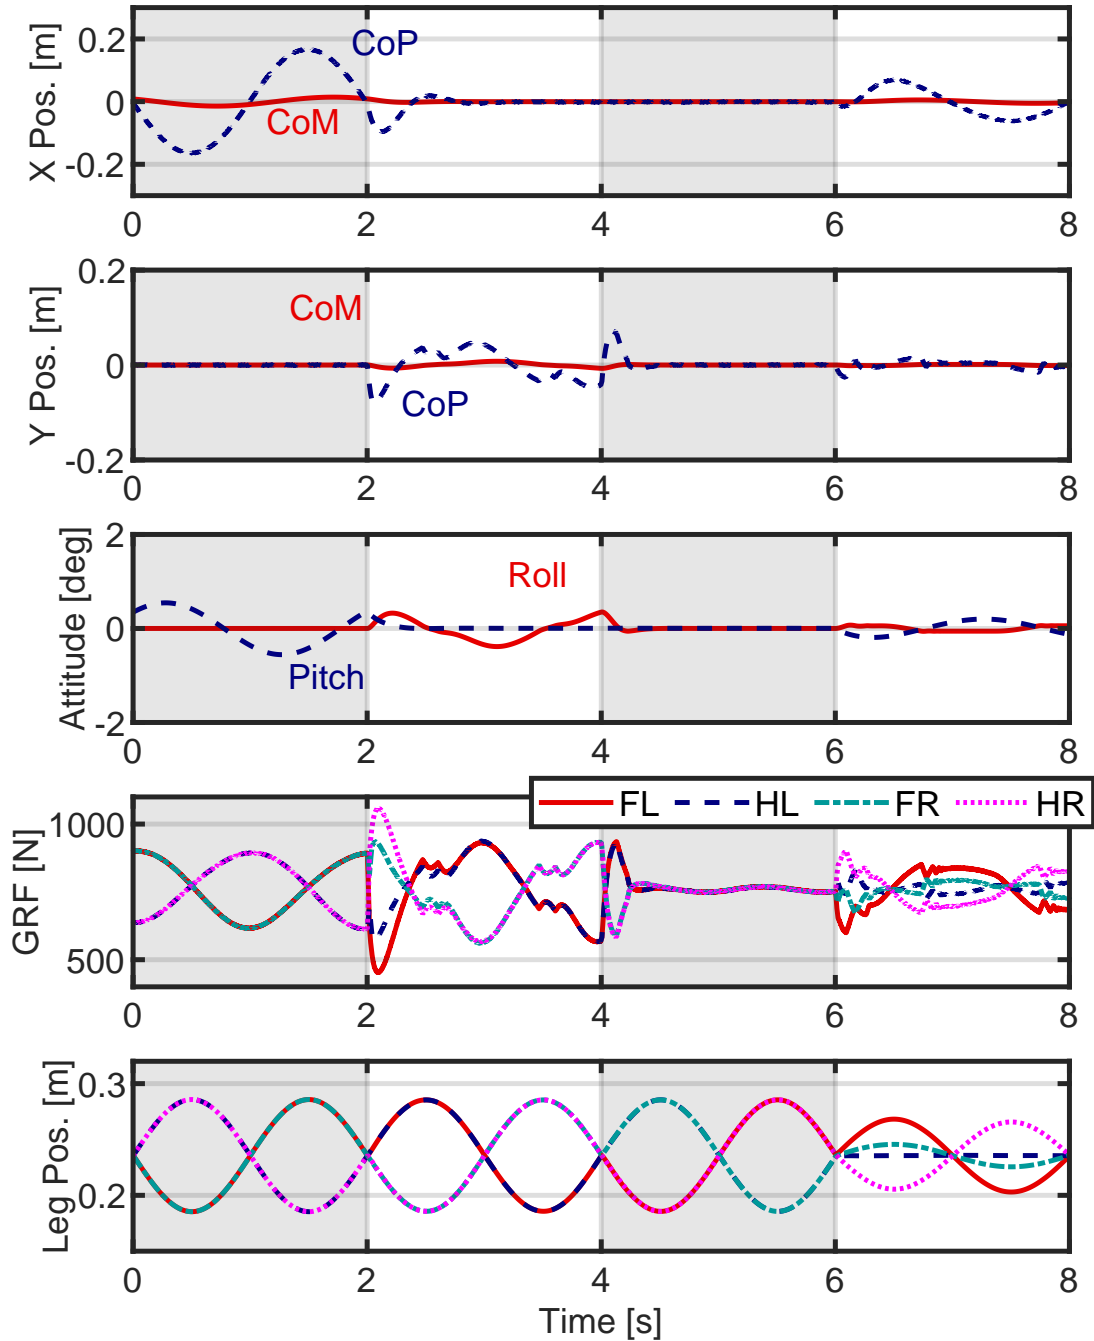 X Pos. [m]
0.2
0
-0.2
CoP
CoM
0 2 4 6 8
Y Pos. [m]
0.2
0
-0.2
CoM
CoP
0 2 4 6 8
Attitude [deg]
2
0
-2
Roll
Pitch
0 2 4 6 8
FL HL FR HR
GRF [N]
1000
500
0 2 4 6 8
Leg Pos. [m]
0.3
0.2
0 2 4 6 8
Time [s]